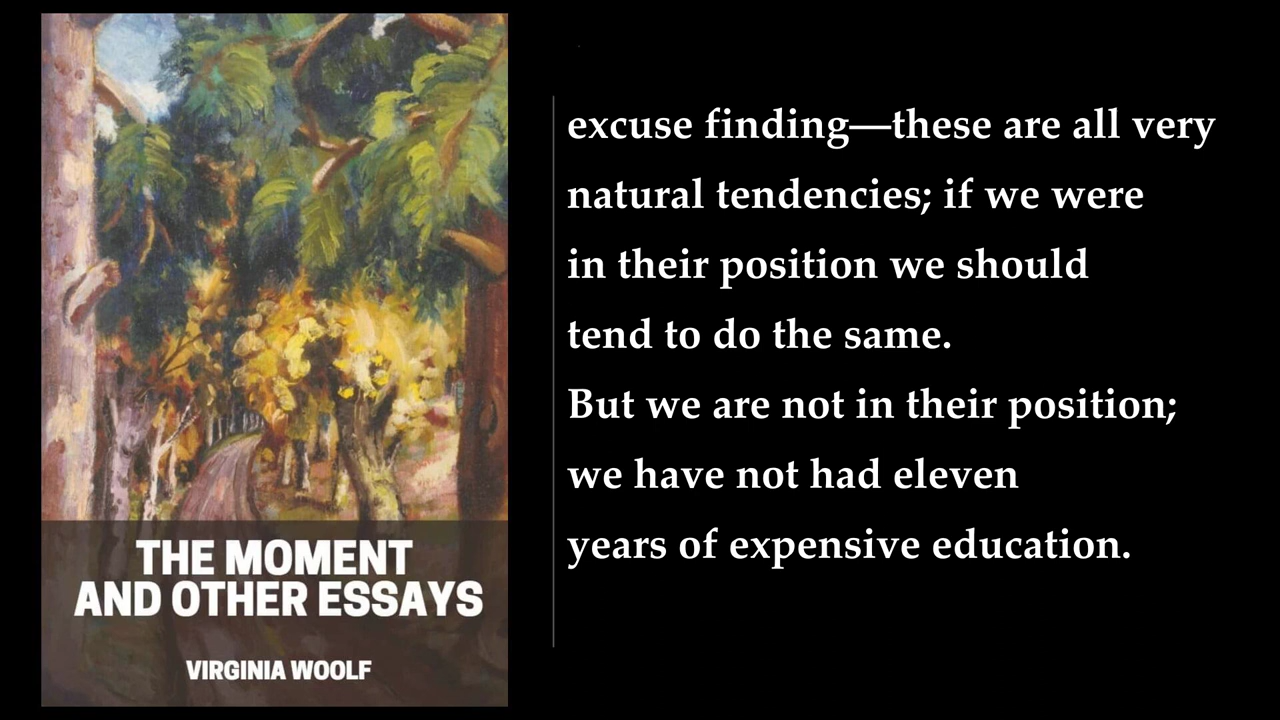 THE MOMENT
AND OTHER ESSAYS
VIRGINIA WOOLF
excuse finding—these are all very
natural tendencies; if we were
in their position we should
tend to do the same.
But we are not in their position;
we have not had eleven
years of expensive education.